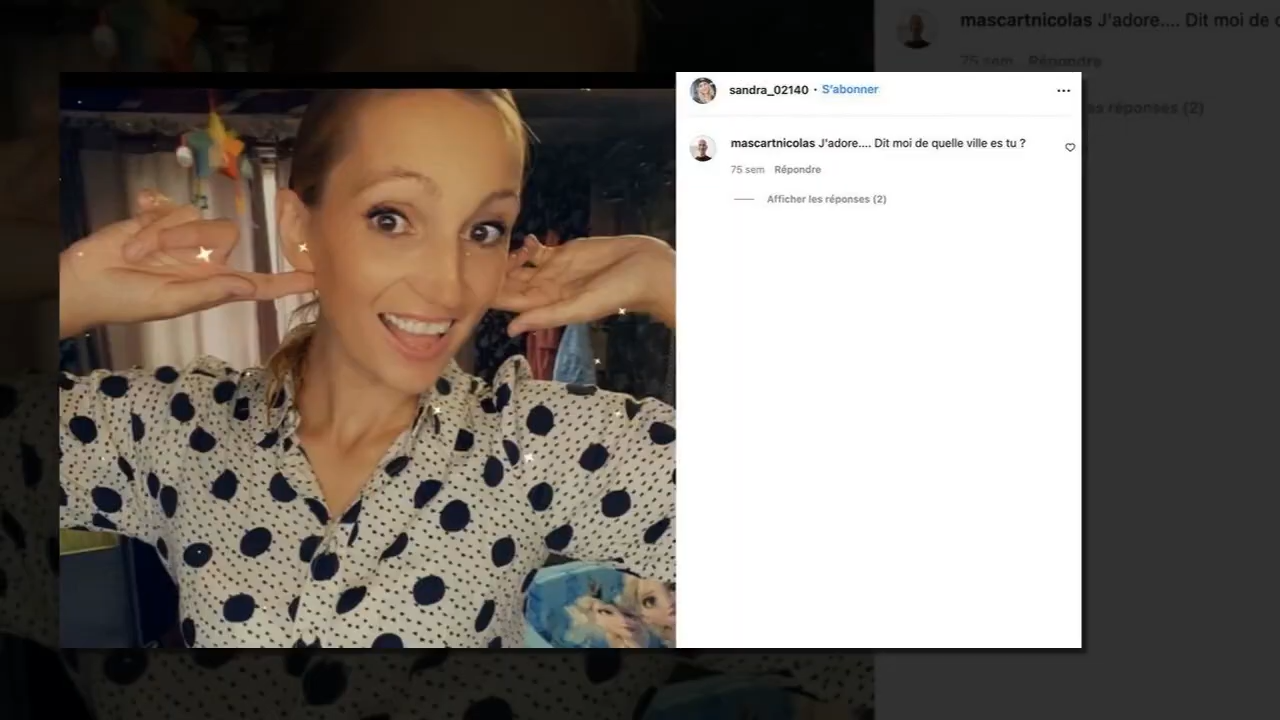 sandra_02140 • S'abonner
mascartnicolas J'adore.... Dit moi de quelle ville es tu ?
75 sem Répondre
Afficher les réponses (2)
mascartnicolas J'adore.... Dit moi de
75 sem Répondre
es réponses (2)